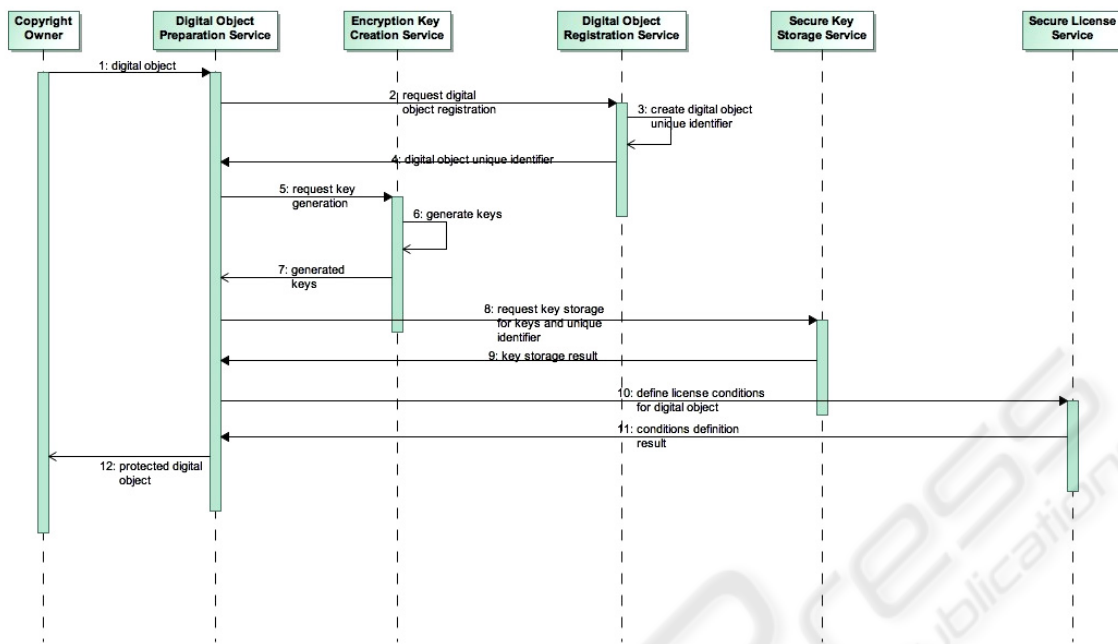 Copyright
Owner
Digital Object
Preparation Service
Encryption Key
Creation Service
Digital Object
Registration Service
Secure Key
Storage Service
Secure License
Service
1: digital object
2: request digital
object registration
3: create digital object
unique identifier
4: digital object unique identifier
5: request key
generation
6: generate keys
7: generated
keys
8: request key storage
for keys and unique
identifier
9: key storage result
10: define license conditions
for digital object
11: conditions definition
result
12: protected digital
object
Press
Publications